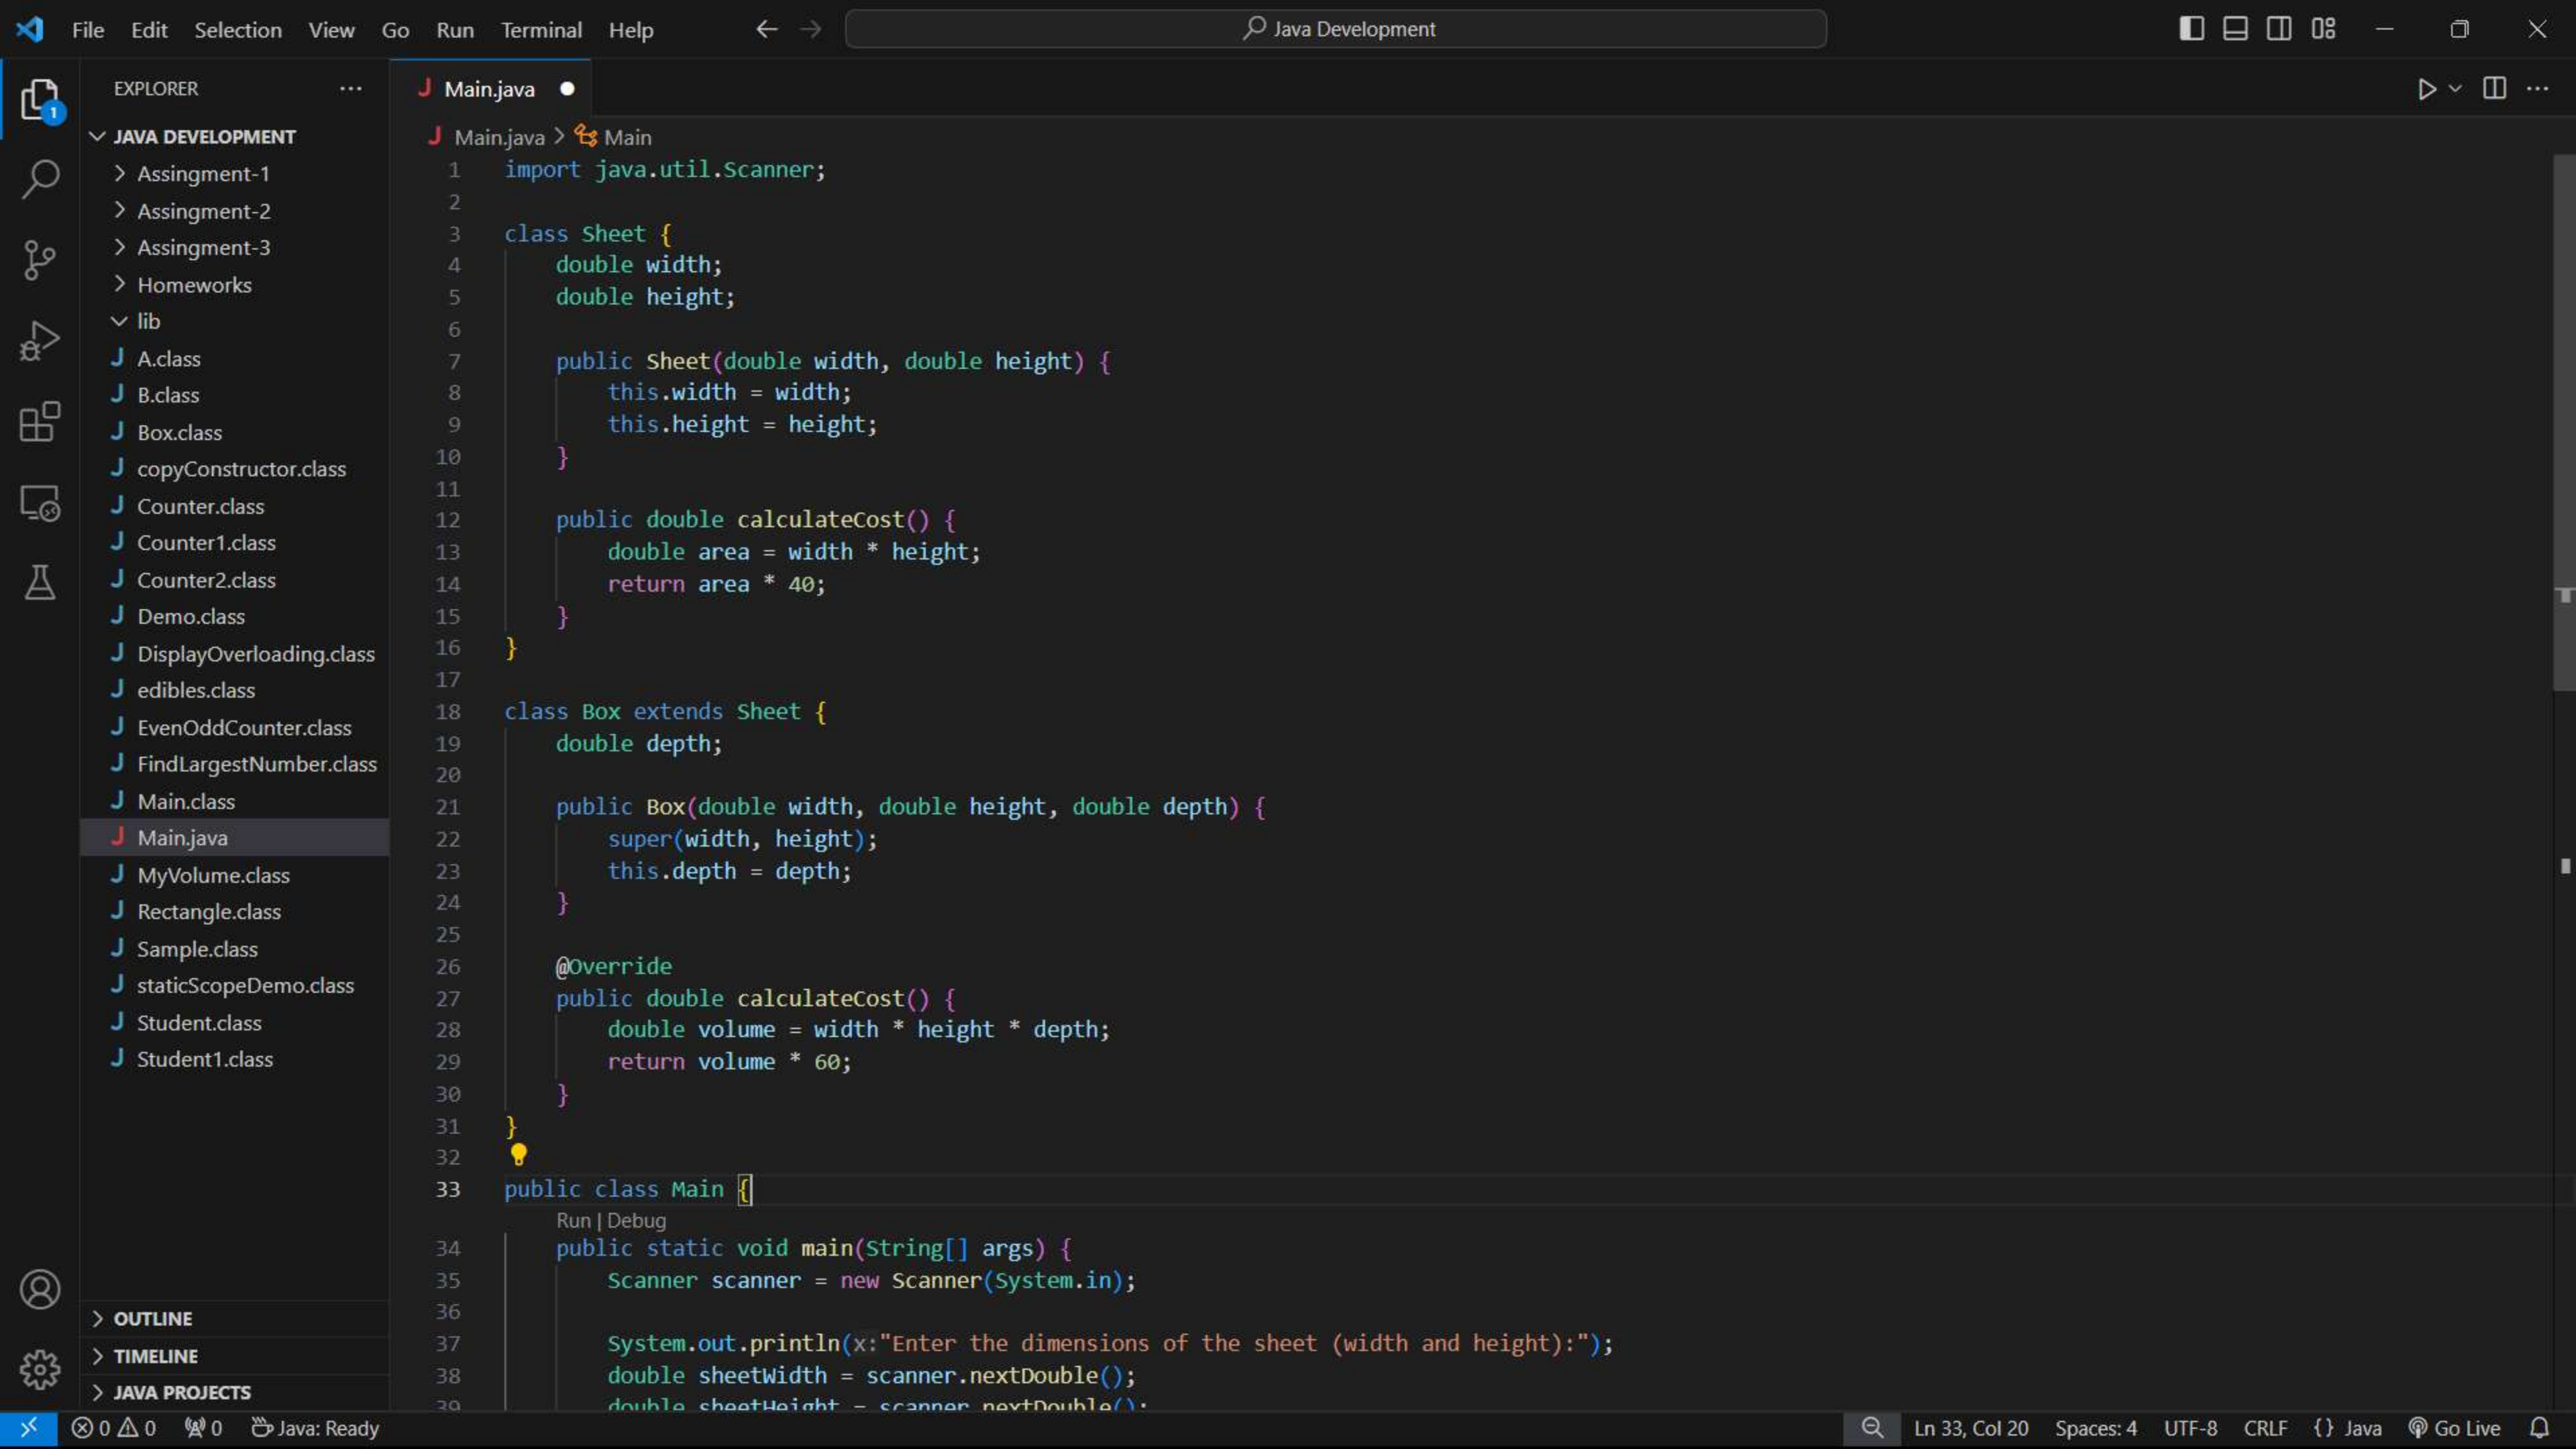 File Edit Selection View Go Run Terminal Help
Java Development
EXPLORER
JAVA DEVELOPMENT
Assingment-1
Assingment-2
Assingment-3
Homeworks
lib
J A.class
J B.class
J Box.class
J copyConstructor.class
J Counter.class
J Counter1.class
J Counter2.class
J Demo.class
J DisplayOverloading.class
J edibles.class
J EvenOddCounter.class
J FindLargestNumber.class
J Main.class
J Main.java
J MyVolume.class
J Rectangle.class
J Sample.class
J staticScopeDemo.class
J Student.class
J Student1.class
OUTLINE
TIMELINE
JAVA PROJECTS
1
J Main.java
J Main.java > Main
1 import java.util.Scanner;
2
3 class Sheet {
4     double width;
5     double height;
6
7     public Sheet(double width, double height) {
8         this.width = width;
9         this.height = height;
10     }
11
12     public double calculateCost() {
13         double area = width * height;
14         return area * 40;
15     }
16 }
17
18 class Box extends Sheet {
19     double depth;
20
21     public Box(double width, double height, double depth) {
22         super(width, height);
23         this.depth = depth;
24     }
25
26     @Override
27     public double calculateCost() {
28         double volume = width * height * depth;
29         return volume * 60;
30     }
31 }
32
33 public class Main {
Run | Debug
34     public static void main(String[] args) {
35         Scanner scanner = new Scanner(System.in);
36
37         System.out.println(x:"Enter the dimensions of the sheet (width and height):");
38         double sheetWidth = scanner.nextDouble();
39         double sheetHeight = scanner.nextDouble();
0 0 0 Java: Ready
Ln 33, Col 20 Spaces: 4 UTF-8 CRLF {} Java Go Live